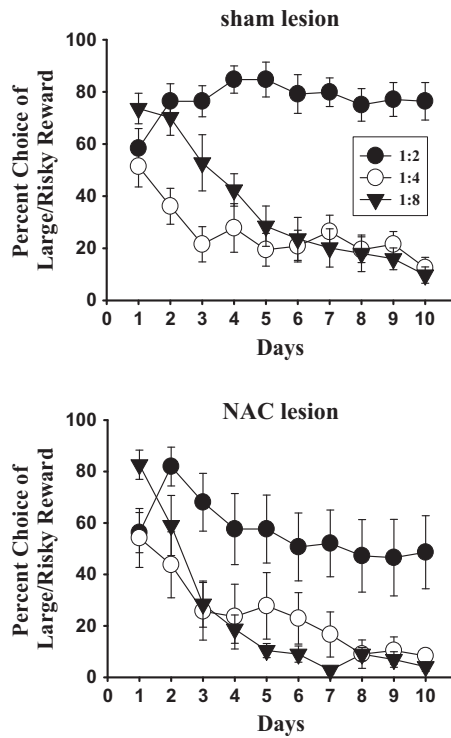 sham lesion
100
80
60
40
20
0
Percent Choice of
Large/Risky Reward
1:2
1:4
1:8
1 2 3 4 5 6 7 8 9 10
Days
NAC lesion
100
80
60
40
20
0
Percent Choice of
Large/Risky Reward
1 2 3 4 5 6 7 8 9 10
Days